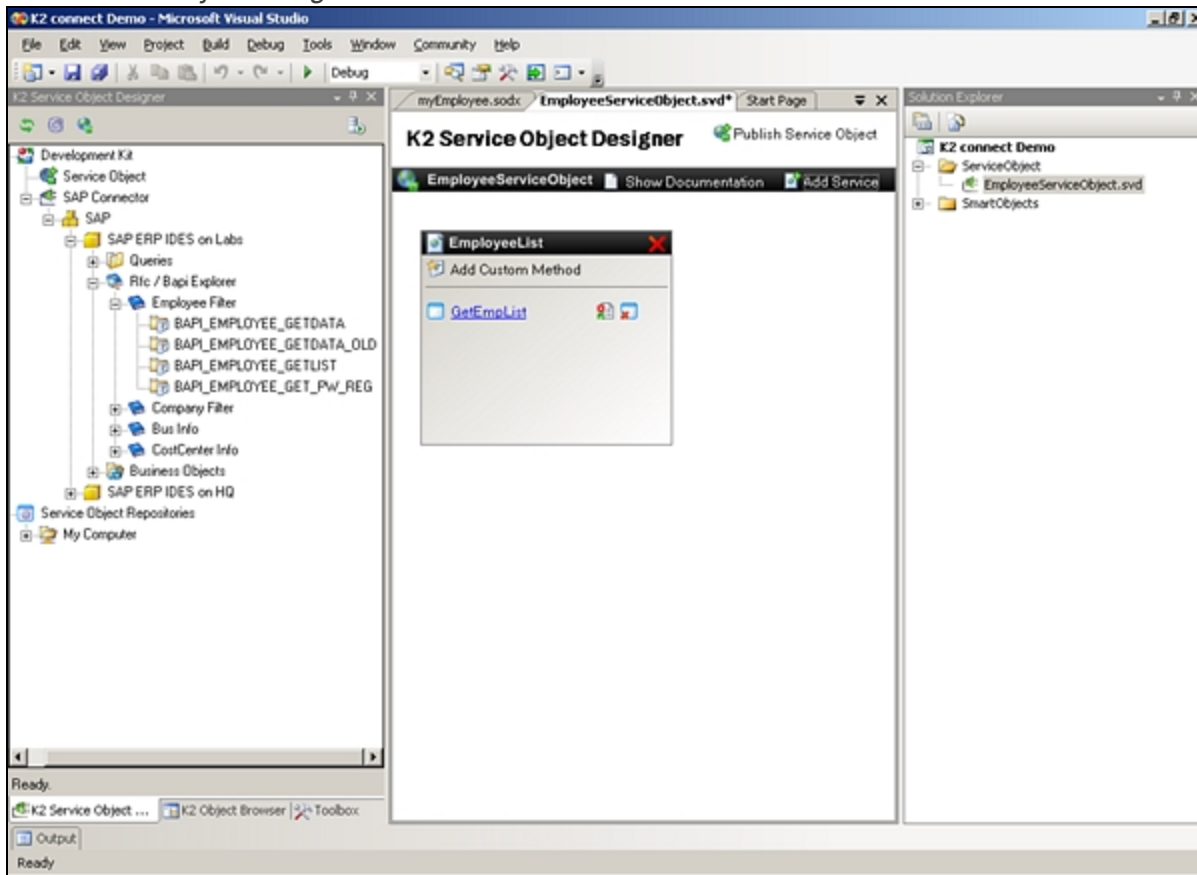 K2 connect Demo - Microsoft Visual Studio
File Edit View Project Build Debug Tools Window Community Help
Debug
K2 Service Object Designer
Development Kit
Service Object
SAP Connector
SAP
SAP ERP IDES on Labs
Queries
Rfc / Bapi Explorer
Employee Filter
BAPI_EMPLOYEE_GETDATA
BAPI_EMPLOYEE_GETDATA_OLD
BAPI_EMPLOYEE_GETLIST
BAPI_EMPLOYEE_GET_PW_REG
Company Filter
Bus Info
CostCenter Info
Business Objects
SAP ERP IDES on HQ
Service Object Repositories
My Computer
Ready.
K2 Service Object ... K2 Object Browser Toolbox
myEmployee.sodx EmployeeServiceObject.svd* Start Page
K2 Service Object Designer Publish Service Object
EmployeeServiceObject Show Documentation Add Service
EmployeeList
Add Custom Method
GetEmpList
Solution Explorer
K2 connect Demo
ServiceObject
EmployeeServiceObject.svd
SmartObjects
Output
Ready